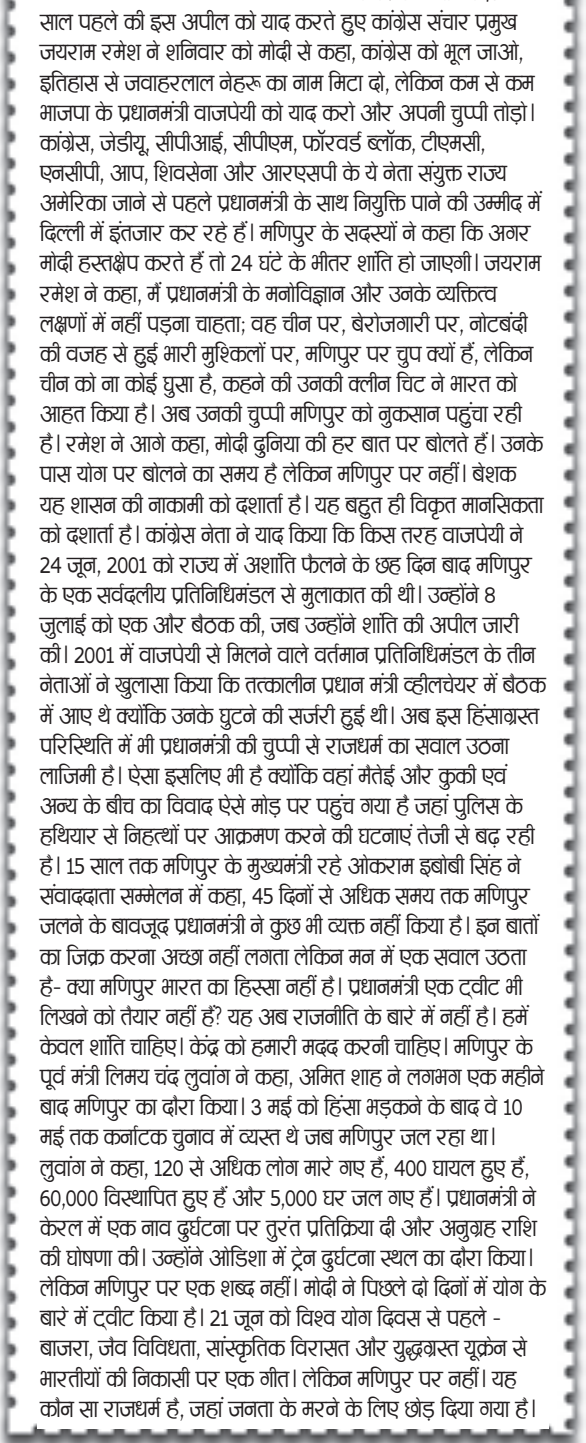 साल पहले की इस अपील को याद करते हुए कांग्रेस संचार प्रमुख
जयराम रमेश ने शनिवार को मोदी से कहा, कांग्रेस को भूल जाओ,
इतिहास से जवाहरलाल नेहरू का नाम मिटा दो, लेकिन कम से कम
भाजपा के प्रधानमंत्री वाजपेयी को याद करो और अपनी चुप्पी तोड़ो।
कांग्रेस, जेडीयू, सीपीआई, सीपीएम, फॉरवर्ड ब्लॉक, टीएमसी,
एनसीपी, आप, शिवसेना और आरएसपी के ये नेता संयुक्त राज्य
अमेरिका जाने से पहले प्रधानमंत्री के साथ नियुक्ति पाने की उम्मीद में
दिल्ली में इंतजार कर रहे हैं। मणिपुर के सदस्यों ने कहा कि अगर
मोदी हस्तक्षेप करते हैं तो 24 घंटे के भीतर शांति हो जाएगी। जयराम
रमेश ने कहा, मैं प्रधानमंत्री के मनोविज्ञान और उनके व्यक्तित्व
लक्षणों में नहीं पड़ना चाहता; वह चीन पर, बेरोजगारी पर, नोटबंदी
की वजह से हुई भारी मुश्किलों पर, मणिपुर पर चुप क्यों हैं, लेकिन
चीन को ना कोई घुसा है, कहने की उनकी क्लीन चिट ने भारत को
आहत किया है। अब उनकी चुप्पी मणिपुर को नुकसान पहुंचा रही
है। रमेश ने आगे कहा, मोदी दुनिया की हर बात पर बोलते हैं। उनके
पास योग पर बोलने का समय है लेकिन मणिपुर पर नहीं। बेशक
यह शासन की नाकामी को दशार्ता है। यह बहुत ही विकृत मानसिकता
को दशार्ता है। कांग्रेस नेता ने याद किया कि किस तरह वाजपेयी ने
24 जून, 2001 को राज्य में अशांति फैलने के छह दिन बाद मणिपुर
के एक सर्वदलीय प्रतिनिधिमंडल से मुलाकात की थी। उन्होंने 8
जुलाई को एक और बैठक की, जब उन्होंने शांति की अपील जारी
की। 2001 में वाजपेयी से मिलने वाले वर्तमान प्रतिनिधिमंडल के तीन
नेताओं ने खुलासा किया कि तत्कालीन प्रधान मंत्री व्हीलचेयर में बैठक
में आए थे क्योंकि उनके घुटने की सर्जरी हुई थी। अब इस हिंसाग्रस्त
परिस्थिति में भी प्रधानमंत्री की चुप्पी से राजधर्म का सवाल उठना
लाजिमी है। ऐसा इसलिए भी है क्योंकि वहां मैतेई और कुकी एवं
अन्य के बीच का विवाद ऐसे मोड़ पर पहुंच गया है जहां पुलिस के
हथियार से निहत्थों पर आक्रमण करने की घटनाएं तेजी से बढ़ रही
है। 15 साल तक मणिपुर के मुख्यमंत्री रहे ओकराम इबोबी सिंह ने
संवाददाता सम्मेलन में कहा, 45 दिनों से अधिक समय तक मणिपुर
जलने के बावजूद प्रधानमंत्री ने कुछ भी व्यक्त नहीं किया है। इन बातों
का जिक्र करना अच्छा नहीं लगता लेकिन मन में एक सवाल उठता
है- क्या मणिपुर भारत का हिस्सा नहीं है। प्रधानमंत्री एक ट्वीट भी
लिखने को तैयार नहीं हैं? यह अब राजनीति के बारे में नहीं है। हमें
केवल शांति चाहिए। केंद्र को हमारी मदद करनी चाहिए। मणिपुर के
पूर्व मंत्री लिमय चंद लुवांग ने कहा, अमित शाह ने लगभग एक महीने
बाद मणिपुर का दौरा किया। 3 मई को हिंसा भड़कने के बाद वे 10
मई तक कर्नाटक चुनाव में व्यस्त थे जब मणिपुर जल रहा था।
लुवांग ने कहा, 120 से अधिक लोग मारे गए हैं, 400 घायल हुए हैं,
60,000 विस्थापित हुए हैं और 5,000 घर जल गए हैं। प्रधानमंत्री ने
केरल में एक नाव दुर्घटना पर तुरंत प्रतिक्रिया दी और अनुग्रह राशि
की घोषणा की। उन्होंने ओडिशा में ट्रेन दुर्घटना स्थल का दौरा किया।
लेकिन मणिपुर पर एक शब्द नहीं। मोदी ने पिछले दो दिनों में योग के
बारे में ट्वीट किया है। 21 जून को विश्व योग दिवस से पहले -
बाजरा, जैव विविधता, सांस्कृतिक विरासत और युद्धग्रस्त यूक्रेन से
भारतीयों की निकासी पर एक गीत। लेकिन मणिपुर पर नहीं। यह
कौन सा राजधर्म है, जहां जनता के मरने के लिए छोड़ दिया गया है।